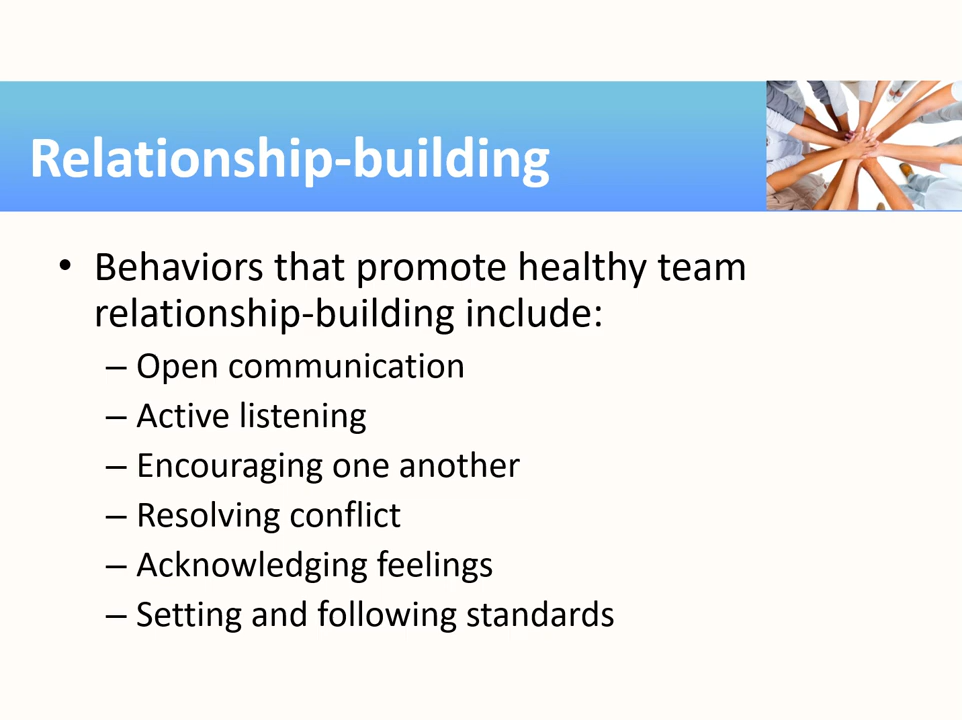 Relationship-building
• Behaviors that promote healthy team
relationship-building include:
– Open communication
– Active listening
– Encouraging one another
– Resolving conflict
– Acknowledging feelings
– Setting and following standards